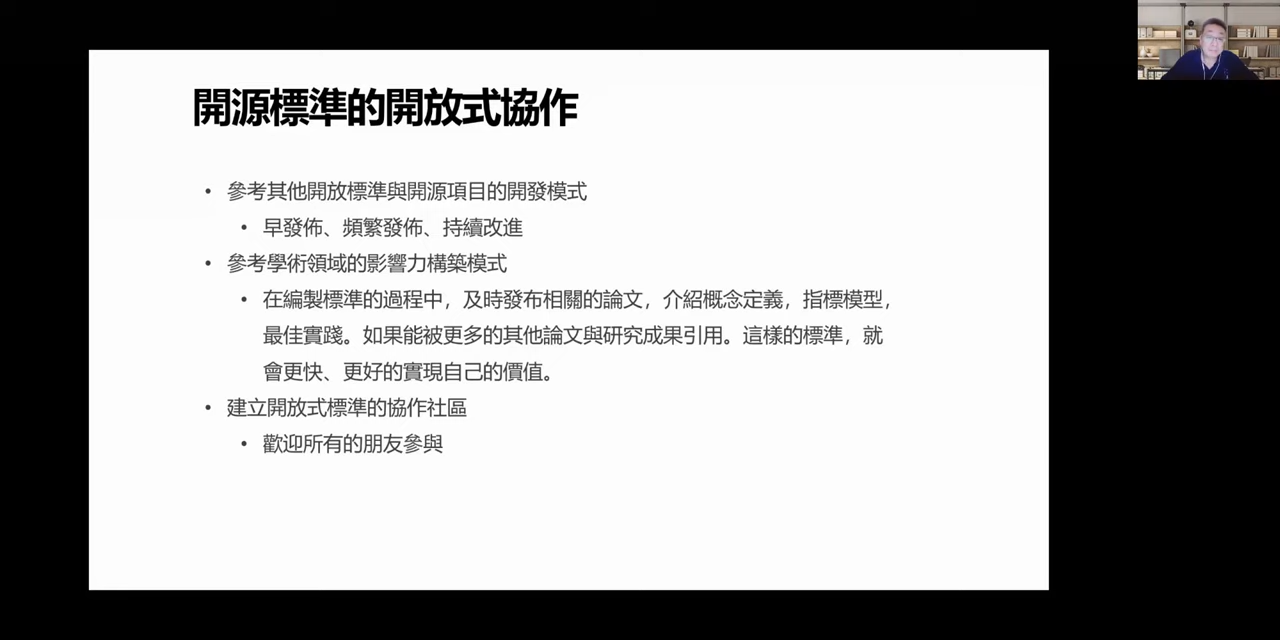 開源標準的開放式協作
• 參考其他開放標準與開源項目的開發模式
• 早發佈、頻繁發佈、持續改進
• 參考學術領域的影響力構築模式
• 在編製標準的過程中，及時發布相關的論文，介紹概念定義，指標模型，
最佳實踐。如果能被更多的其他論文與研究成果引用。這樣的標準，就
會更快、更好的實現自己的價值。
• 建立開放式標準的協作社區
• 歡迎所有的朋友參與